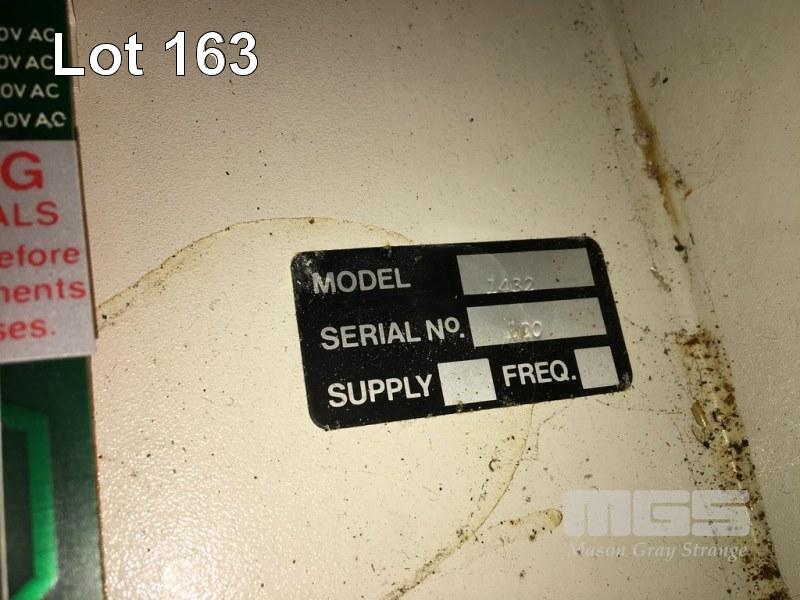 Lot 163
0V AC
0V AC
0V AC
0V AC
G
ALS
efore
ments
ses.
MODEL 1432
SERIAL Nº.
SUPPLY FREQ.
MGS
Mason Gray Strange